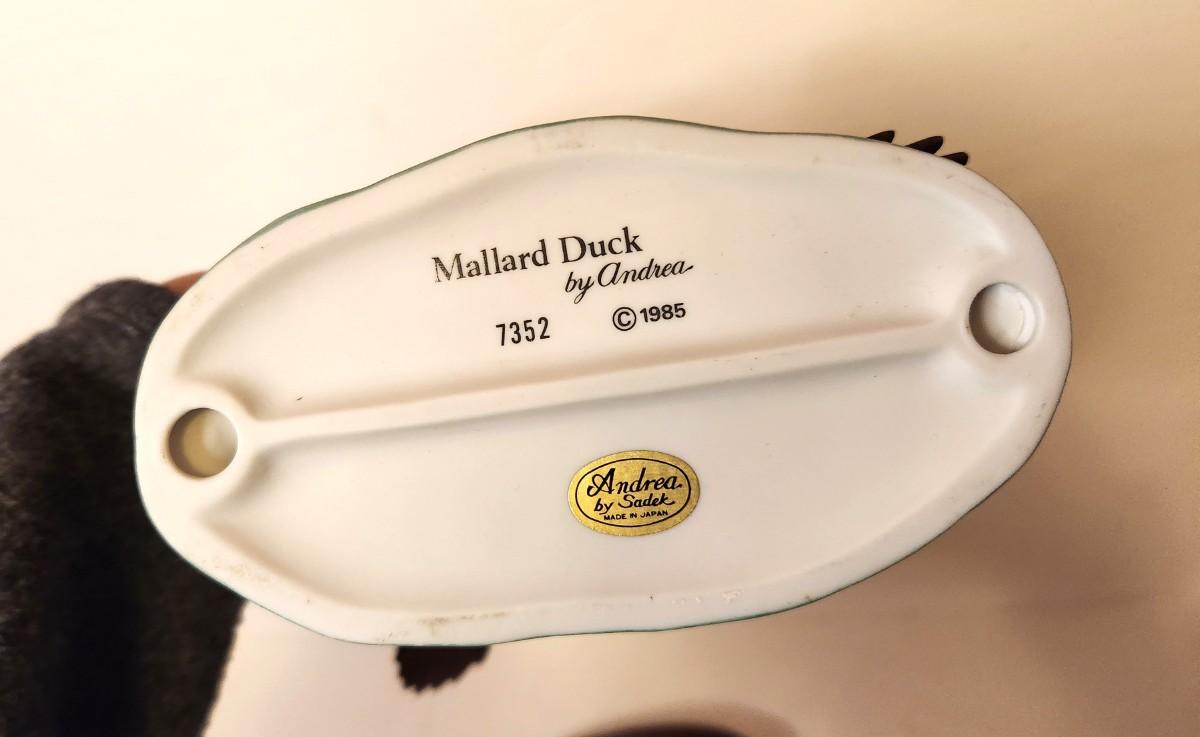 Mallard Duck
by Andrea
7352 ©1985
Andrea
by Sadek
MADE IN JAPAN